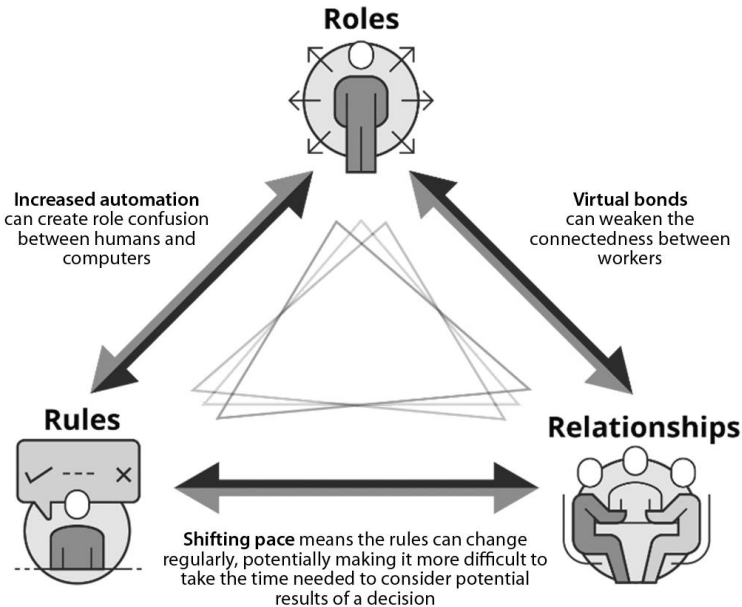 Roles
Increased automation
can create role confusion
between humans and
computers
Virtual bonds
can weaken the
connectedness between
workers
Rules
Relationships
Shifting pace means the rules can change
regularly, potentially making it more difficult to
take the time needed to consider potential
results of a decision